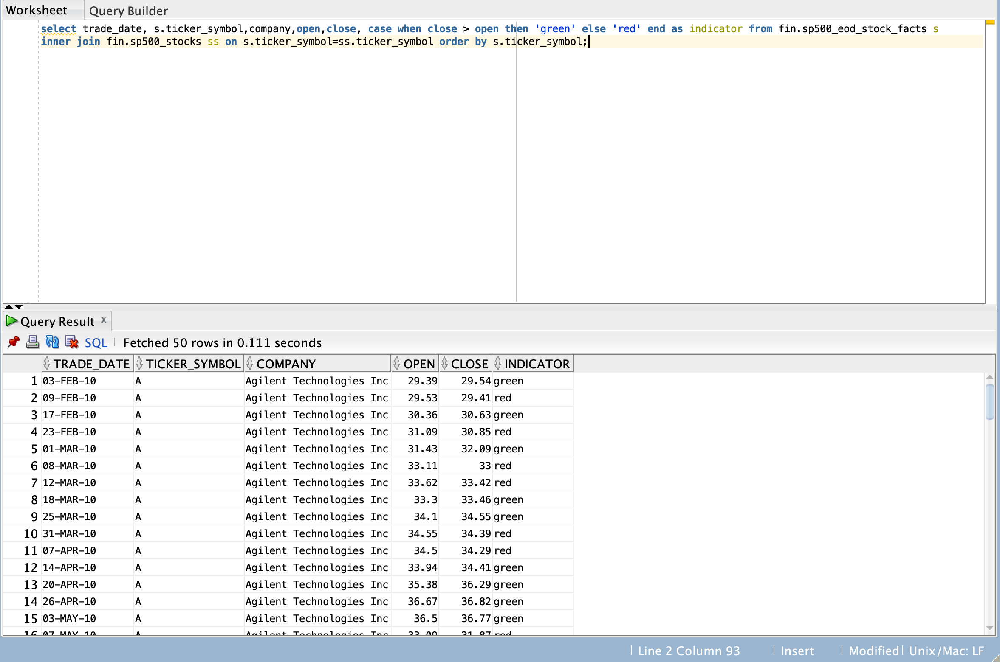 Worksheet Query Builder
select trade_date, s.ticker_symbol,company,open,close, case when close > open then 'green' else 'red' end as indicator from fin.sp500_eod_stock_facts s
inner join fin.sp500_stocks ss on s.ticker_symbol=ss.ticker_symbol order by s.ticker_symbol;
Query Result x
SQL Fetched 50 rows in 0.111 seconds
TRADE_DATE TICKER_SYMBOL COMPANY OPEN CLOSE INDICATOR
1 03-FEB-10 A Agilent Technologies Inc 29.39 29.54 green
2 09-FEB-10 A Agilent Technologies Inc 29.53 29.41 red
3 17-FEB-10 A Agilent Technologies Inc 30.36 30.63 green
4 23-FEB-10 A Agilent Technologies Inc 31.09 30.85 red
5 01-MAR-10 A Agilent Technologies Inc 31.43 32.09 green
6 08-MAR-10 A Agilent Technologies Inc 33.11 33 red
7 12-MAR-10 A Agilent Technologies Inc 33.62 33.42 red
8 18-MAR-10 A Agilent Technologies Inc 33.3 33.46 green
9 25-MAR-10 A Agilent Technologies Inc 34.1 34.55 green
10 31-MAR-10 A Agilent Technologies Inc 34.55 34.39 red
11 07-APR-10 A Agilent Technologies Inc 34.5 34.29 red
12 14-APR-10 A Agilent Technologies Inc 33.94 34.41 green
13 20-APR-10 A Agilent Technologies Inc 35.38 36.29 green
14 26-APR-10 A Agilent Technologies Inc 36.67 36.82 green
15 03-MAY-10 A Agilent Technologies Inc 36.5 36.77 green
16 07-MAY-10 A Agilent Technologies Inc 33.09 31.87 red
Line 2 Column 93 Insert Modified Unix/Mac: LF